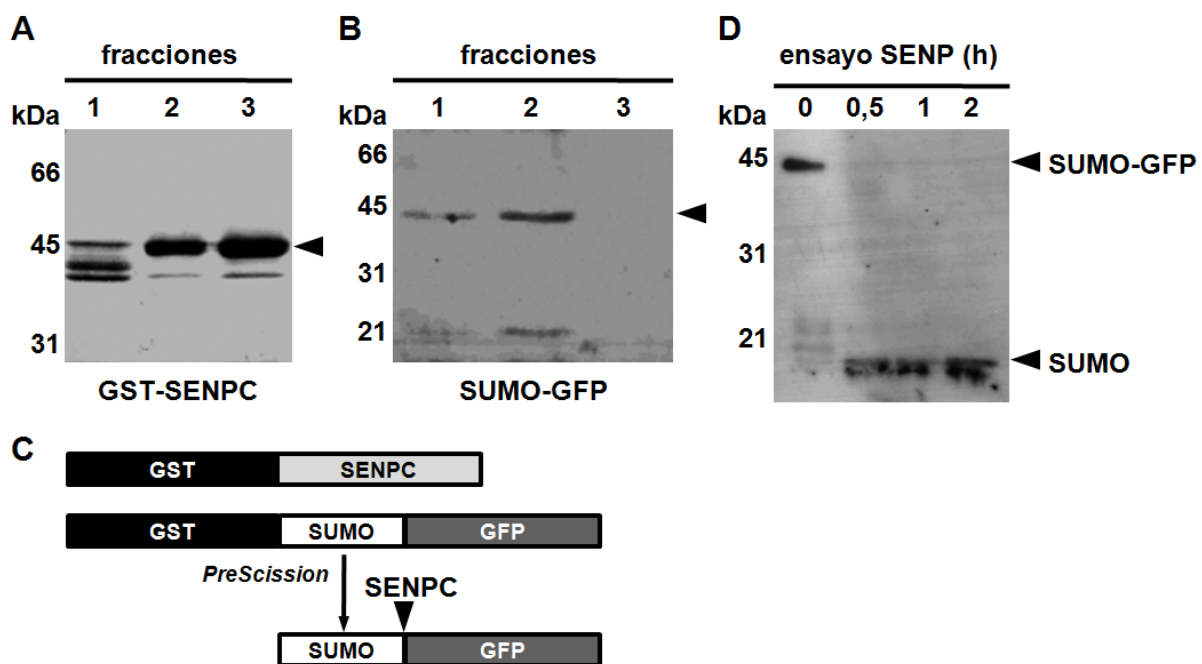 A
fracciones
kDa 1 2 3
66
45
31
GST-SENPC
B
fracciones
kDa 1 2 3
66
45
31
21
SUMO-GFP
D
ensayo SENP (h)
kDa 0 0,5 1 2
45 SUMO-GFP
31
21
SUMO
C
GST SENPC
GST SUMO GFP
PreScission SENPC
SUMO GFP